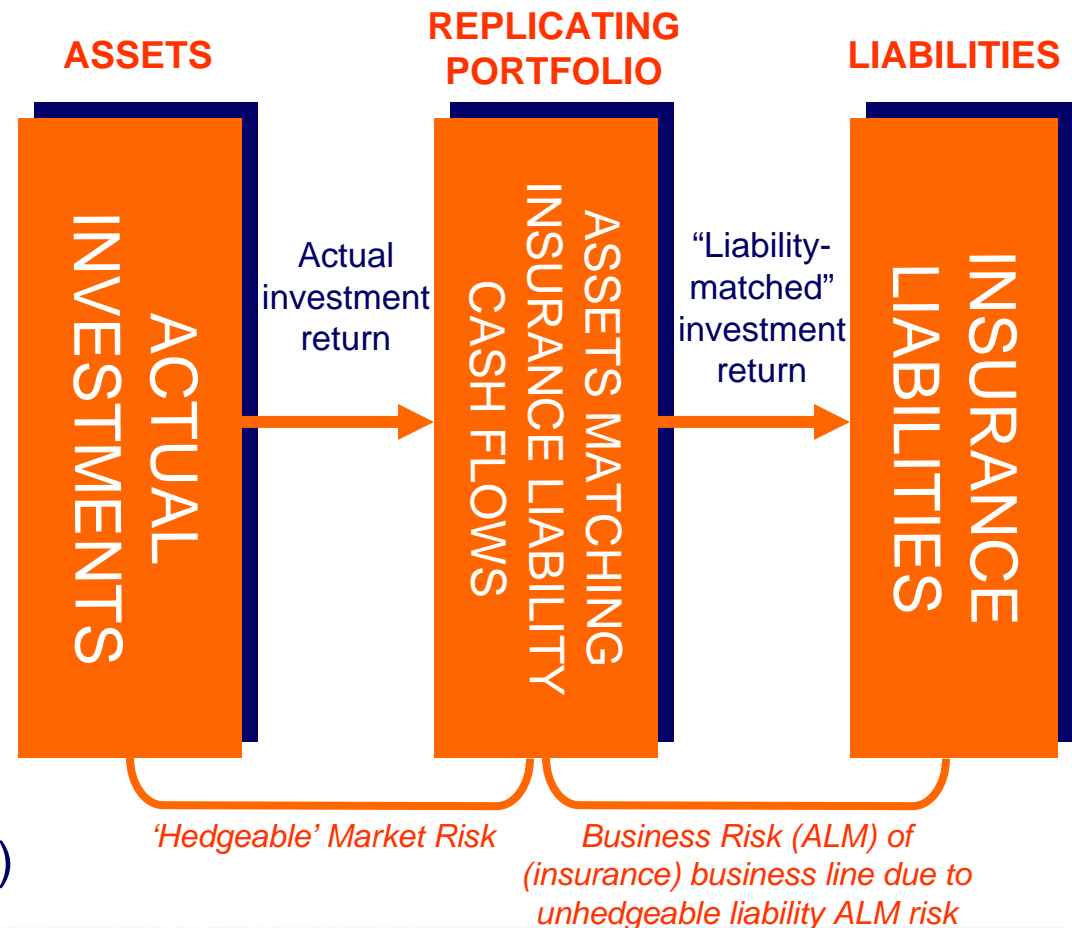 ASSETS
REPLICATING
PORTFOLIO
LIABILITIES
ACTUAL
INVESTMENTS
Actual
investment
return
ASSETS MATCHING
INSURANCE LIABILITY
CASH FLOWS
“Liability-
matched”
investment
return
INSURANCE
LIABILITIES
‘Hedgeable’ Market Risk
Business Risk (ALM) of
(insurance) business line due to
unhedgeable liability ALM risk
)